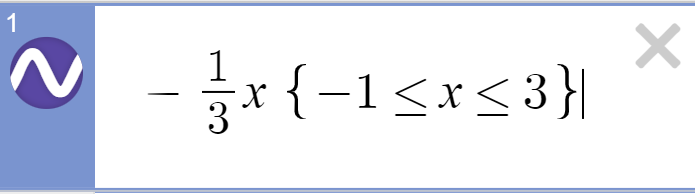 1
− 1/3 x {−1 ≤ x ≤ 3}